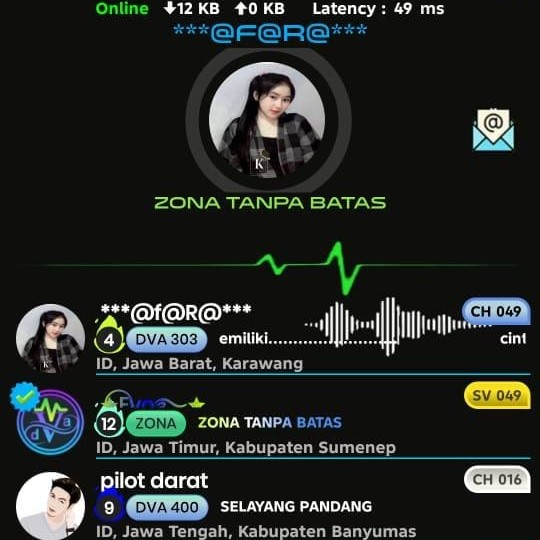 Online ⬇12 KB ⬆0 KB Latency : 49 ms
***@F@R@***
K
ZONA TANPA BATAS
***@f@R@***
CH 049
4 DVA 303 emiliki................................ cint
ID, Jawa Barat, Karawang
SV 049
12 ZONA ZONA TANPA BATAS
dva
ID, Jawa Timur, Kabupaten Sumenep
pilot darat
CH 016
9 DVA 400 SELAYANG PANDANG
ID, Jawa Tengah, Kabupaten Banyumas